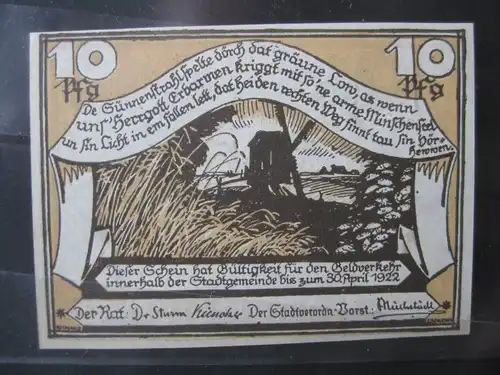 10 Pfg
10 Pfg
De Sünnenstrahl spelte dörch dat gräune Low, as wenn
uns' Herrgott Erbarmen kriggt mit so'ne arme Minschenseel
un sin Licht in em fallen lett, dat hei den rechten Weg finnt tau sin Hör-
Dieser Schein hat Gültigkeit für den Geldverkehr
innerhalb der Stadtgemeinde bis zum 30. April 1922
Der Rat: Dr Sturm Der Stadtverordn-Vorst: